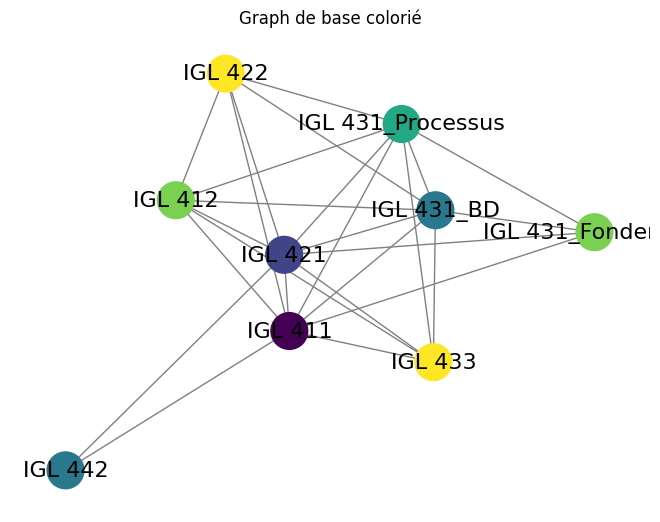 Graph de base colorié
IGL 422
IGL 431_Processus
IGL 412
IGL 431_BD
IGL 431_Fonder
IGL 421
IGL 411
IGL 433
IGL 442